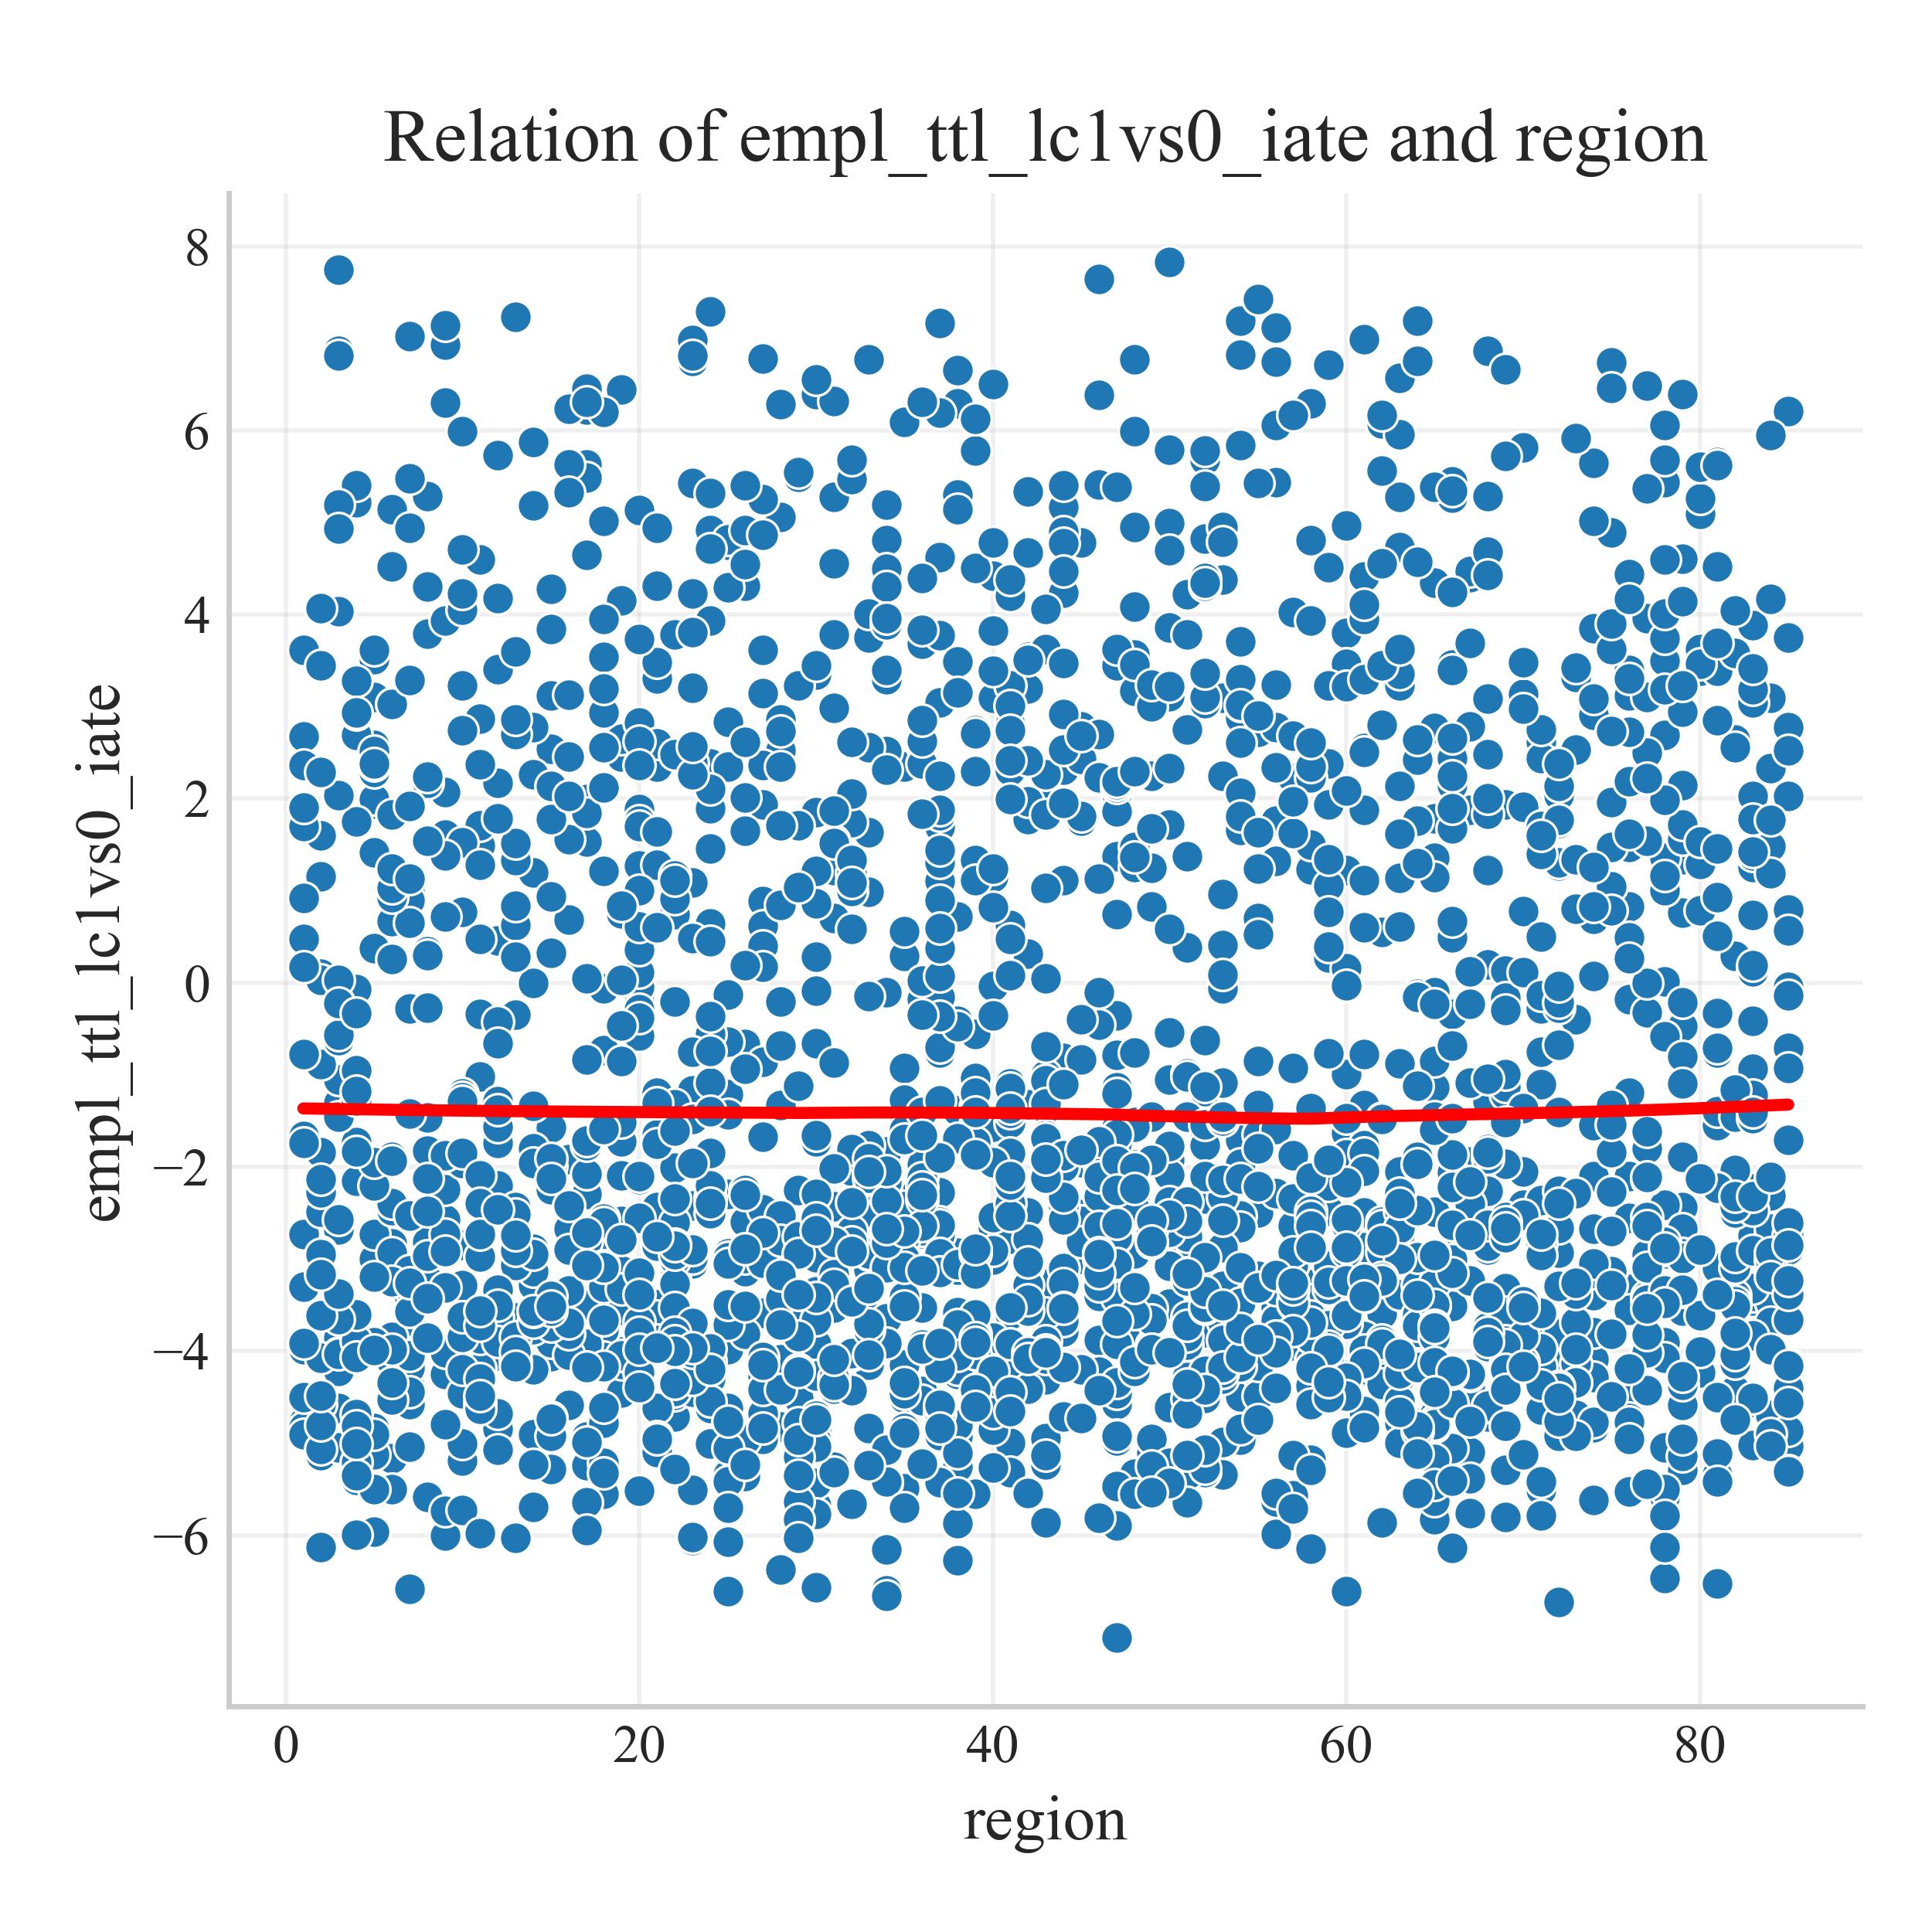 Relation of empl_ttl_lc1vs0_iate and region
empl_ttl_lc1vs0_iate
8
6
4
2
0
−2
−4
−6
0 20 40 60 80
region